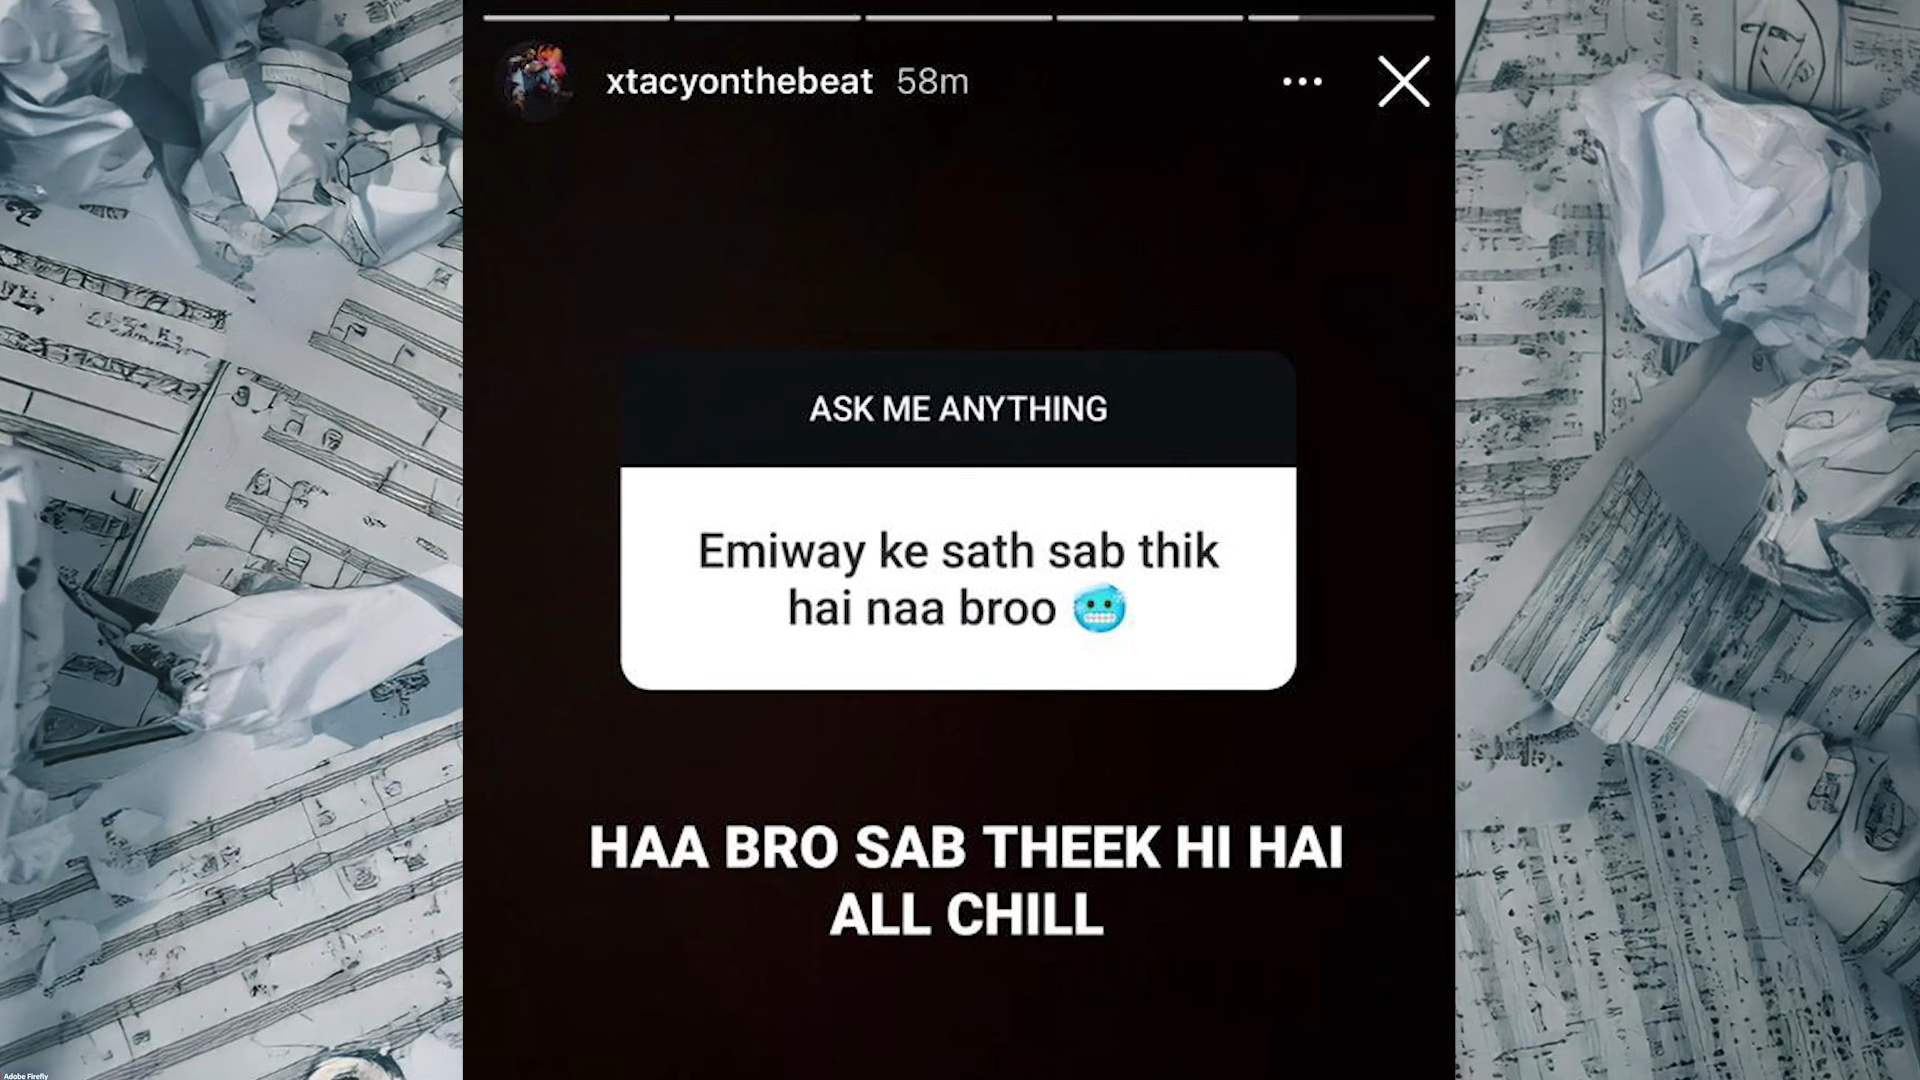 xtacyonthebeat 58m
ASK ME ANYTHING
Emiway ke sath sab thik
hai naa broo 🥶
HAA BRO SAB THEEK HI HAI
ALL CHILL
Adobe Firefly